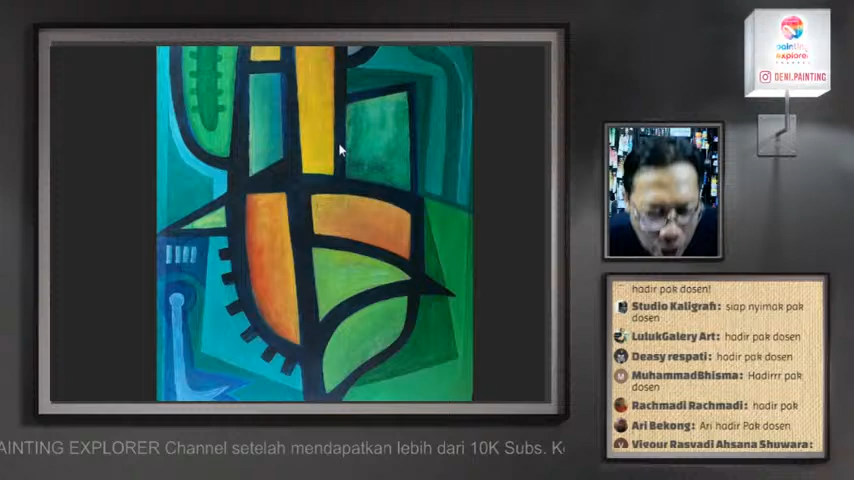 painting
explorer
CHANNEL
DENI.PAINTING
hadir pak dosen!
Studio Kaligrafi: siap nyimak pak
dosen
LulukGalery Art: hadir pak dosen
Deasy respati: hadir pak dosen
MuhammadBhisma: Hadirrr pak
dosen
Rachmadi Rachmadi: hadir pak
Ari Bekong: Ari hadir Pak dosen
Vigour Rasyadi Ahsana Shuwara:
AINTING EXPLORER Channel setelah mendapatkan lebih dari 10K Subs. K